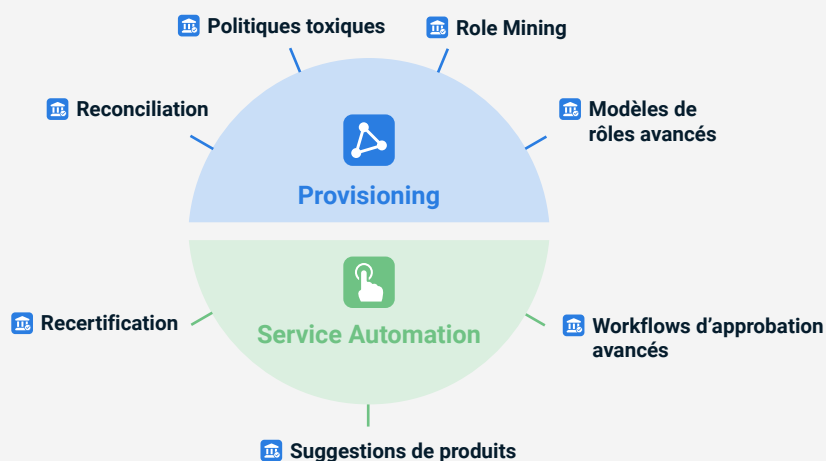 Politiques toxiques
Role Mining
Reconciliation
Modèles de
rôles avancés
Provisioning
Service Automation
Recertification
Workflows d’approbation
avancés
Suggestions de produits